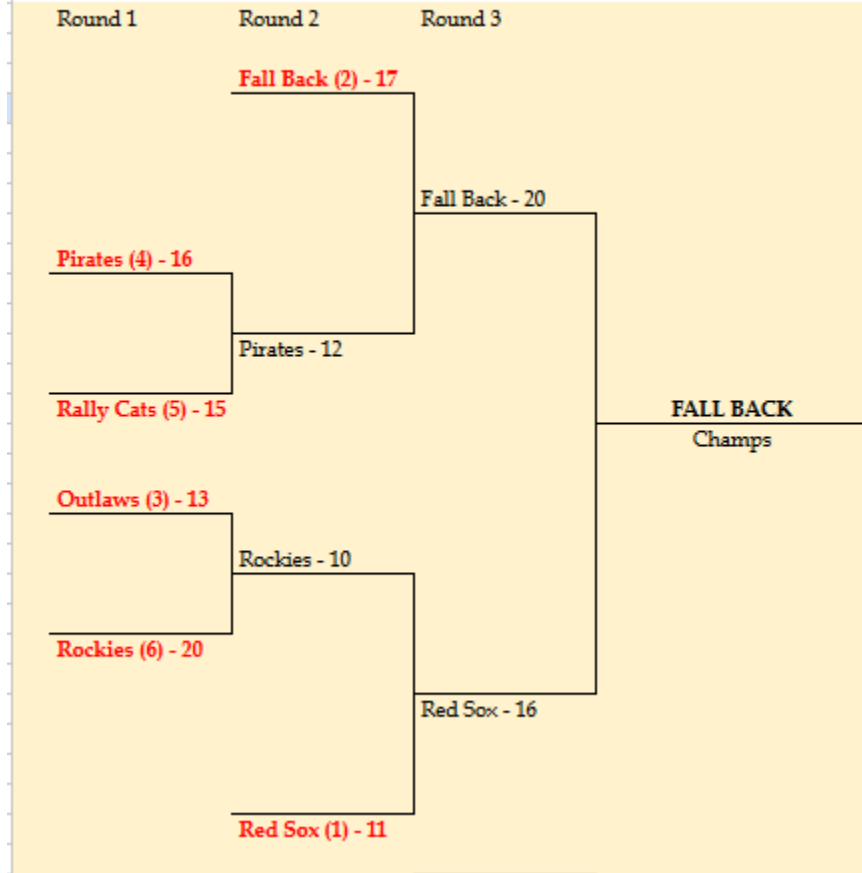 Round 1 Round 2 Round 3
Fall Back (2) - 17
Fall Back - 20
Pirates (4) - 16
Pirates - 12
Rally Cats (5) - 15
FALL BACK
Champs
Outlaws (3) - 13
Rockies - 10
Rockies (6) - 20
Red Sox - 16
Red Sox (1) - 11